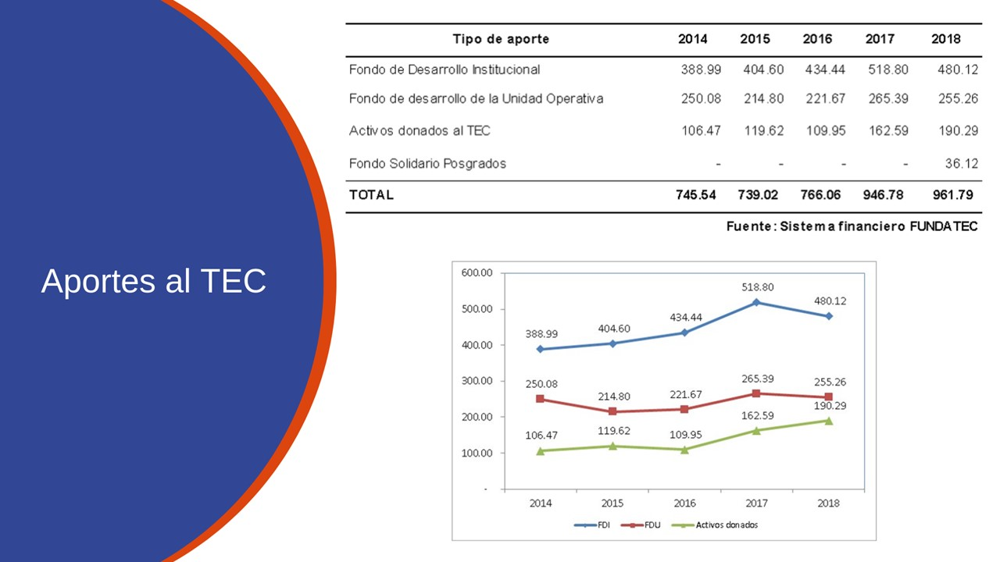 Aportes al TEC
Tipo de aporte 2014 2015 2016 2017 2018
Fondo de Desarrollo Institucional 388.99 404.60 434.44 518.80 480.12
Fondo de desarrollo de la Unidad Operativa 250.08 214.80 221.67 265.39 255.26
Activos donados al TEC 106.47 119.62 109.95 162.59 190.29
Fondo Solidario Posgrados - - - - 36.12
TOTAL 745.54 739.02 766.06 946.78 961.79
Fuente: Sistema financiero FUNDATEC
600.00
500.00
400.00
300.00
200.00
100.00
-
388.99 404.60 434.44 518.80 480.12
250.08 214.80 221.67 265.39 255.26
106.47 119.62 109.95 162.59 190.29
2014 2015 2016 2017 2018
FDI FDU Activos donados